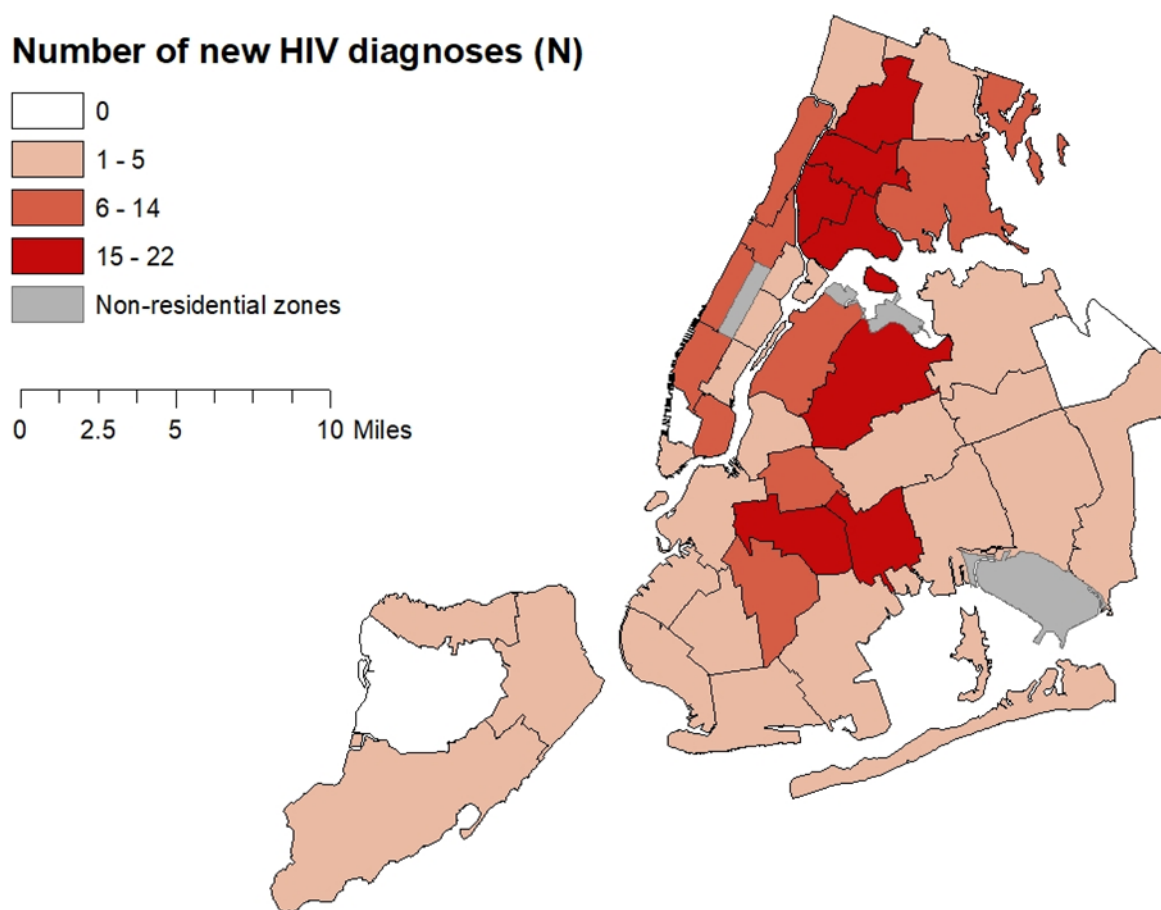 Number of new HIV diagnoses (N)
0
1 - 5
6 - 14
15 - 22
Non-residential zones
0 2.5 5 10 Miles